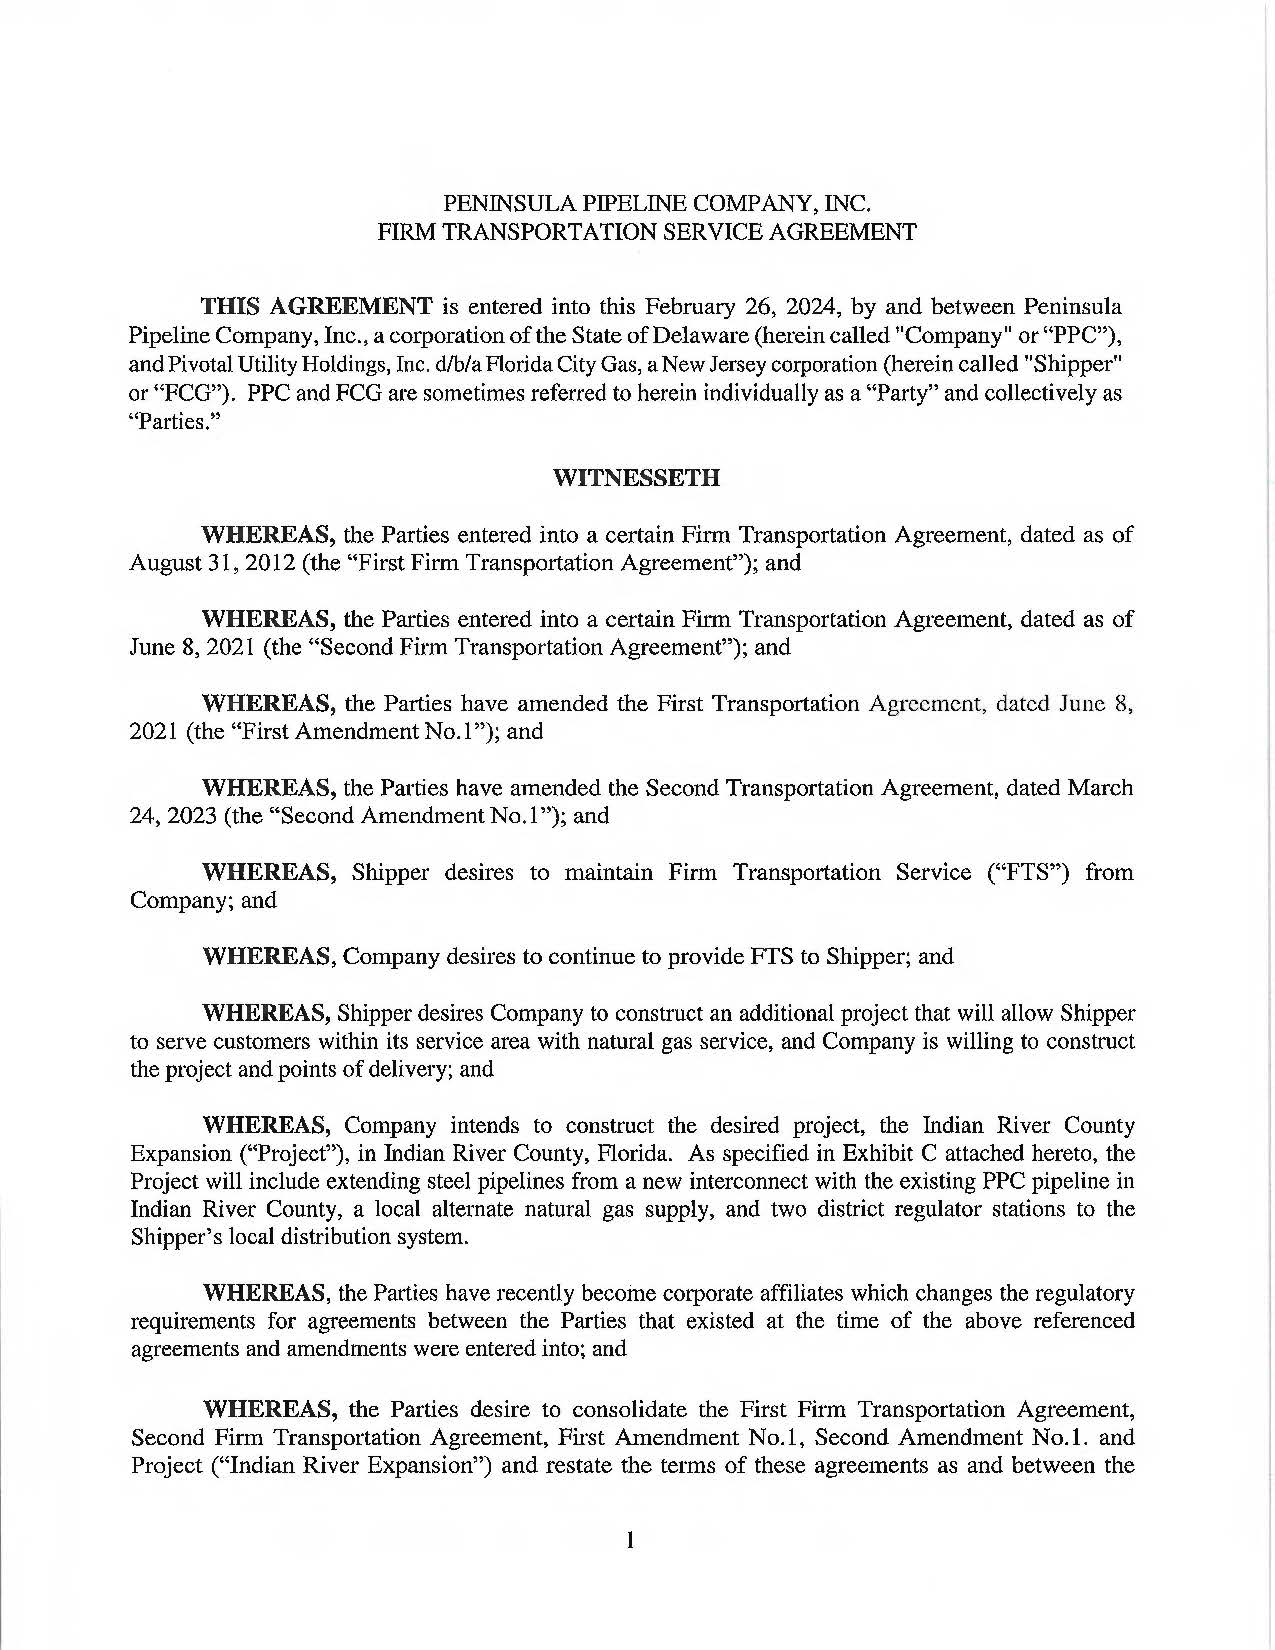 PENINSULA PIPELINE COMPANY, INC.
FIRM TRANSPORTATION SERVICE AGREEMENT
THIS AGREEMENT is entered into this February 26, 2024, by and between Peninsula
Pipeline Company, Inc., a corporation of the State of Delaware (herein called "Company" or “PPC”),
and Pivotal Utility Holdings, Inc. d/b/a Florida City Gas, a New Jersey corporation (herein called "Shipper"
or “FCG”). PPC and FCG are sometimes referred to herein individually as a “Party” and collectively as
“Parties.”
WITNESSETH
WHEREAS, the Parties entered into a certain Firm Transportation Agreement, dated as of
August 31, 2012 (the “First Firm Transportation Agreement”); and
WHEREAS, the Parties entered into a certain Firm Transportation Agreement, dated as of
June 8, 2021 (the “Second Firm Transportation Agreement”); and
WHEREAS, the Parties have amended the First Transportation Agreement, dated June 8,
2021 (the “First Amendment No.1”); and
WHEREAS, the Parties have amended the Second Transportation Agreement, dated March
24, 2023 (the “Second Amendment No.1”); and
WHEREAS, Shipper desires to maintain Firm Transportation Service (“FTS”) from
Company; and
WHEREAS, Company desires to continue to provide FTS to Shipper; and
WHEREAS, Shipper desires Company to construct an additional project that will allow Shipper
to serve customers within its service area with natural gas service, and Company is willing to construct
the project and points of delivery; and
WHEREAS, Company intends to construct the desired project, the Indian River County
Expansion (“Project”), in Indian River County, Florida. As specified in Exhibit C attached hereto, the
Project will include extending steel pipelines from a new interconnect with the existing PPC pipeline in
Indian River County, a local alternate natural gas supply, and two district regulator stations to the
Shipper’s local distribution system.
WHEREAS, the Parties have recently become corporate affiliates which changes the regulatory
requirements for agreements between the Parties that existed at the time of the above referenced
agreements and amendments were entered into; and
WHEREAS, the Parties desire to consolidate the First Firm Transportation Agreement,
Second Firm Transportation Agreement, First Amendment No.1, Second Amendment No.1. and
Project (“Indian River Expansion”) and restate the terms of these agreements as and between the
1